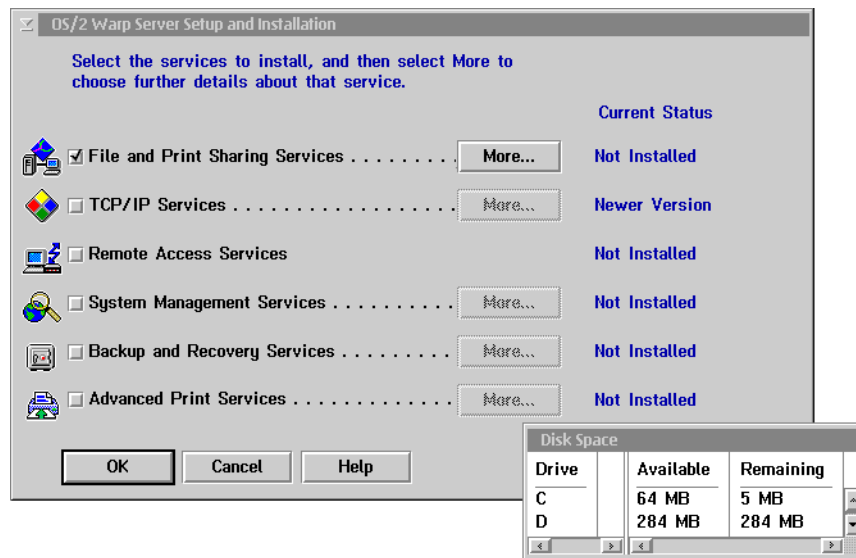 OS/2 Warp Server Setup and Installation
Select the services to install, and then select More to
choose further details about that service.
Current Status
File and Print Sharing Services . . . . . . . . . More... Not Installed
TCP/IP Services . . . . . . . . . . . . . . . . . . More... Newer Version
Remote Access Services Not Installed
System Management Services . . . . . . . . . . More... Not Installed
Backup and Recovery Services . . . . . . . . . More... Not Installed
Advanced Print Services . . . . . . . . . . . . . More... Not Installed
OK Cancel Help
Disk Space
Drive Available Remaining
C 64 MB 5 MB
D 284 MB 284 MB